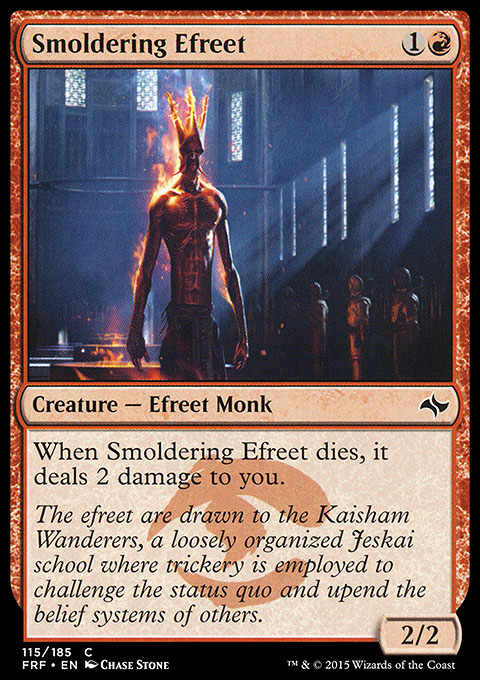 Smoldering Efreet 1
Creature — Efreet Monk
When Smoldering Efreet dies, it
deals 2 damage to you.
The efreet are drawn to the Kaisham
Wanderers, a loosely organized Jeskai
school where trickery is employed to
challenge the status quo and upend the
belief systems of others.
2/2
115/185 C
FRF • EN Chase Stone
™ & © 2015 Wizards of the Coast